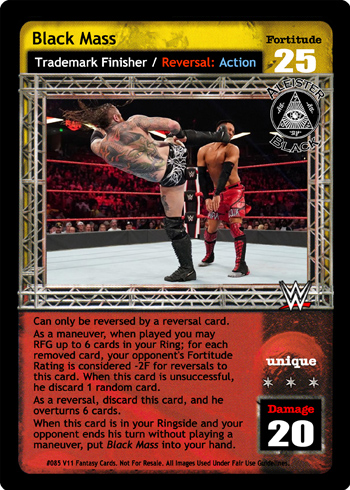 Black Mass
Fortitude
25
Trademark Finisher / Reversal: Action
ALEISTER
BLACK
W
unique
Can only be reversed by a reversal card.
As a maneuver, when played you may
RFG up to 6 cards in your Ring; for each
removed card, your opponent's Fortitude
Rating is considered -2F for reversals to
this card. When this card is unsuccessful,
he discard 1 random card.
As a reversal, discard this card, and he
overturns 6 cards.
When this card is in your Ringside and your
opponent ends his turn without playing a
maneuver, put Black Mass into your hand.
Damage
20
#085 V11 Fantasy Cards. Not For Resale. All Images Used Under Fair Use Guidelines.